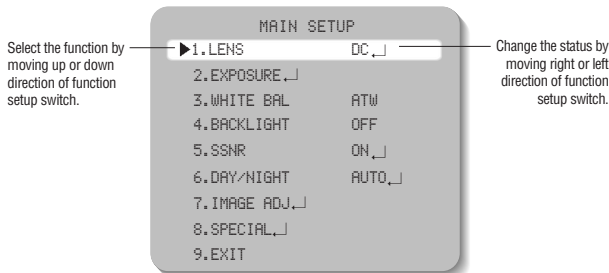 MAIN SETUP
Select the function by
moving up or down
direction of function
setup switch.
▶1.LENS DC↵
Change the status by
moving right or left
direction of function
setup switch.
2.EXPOSURE↵
3.WHITE BAL ATW
4.BACKLIGHT OFF
5.SSNR ON↵
6.DAY/NIGHT AUTO↵
7.IMAGE ADJ.↵
8.SPECIAL↵
9.EXIT